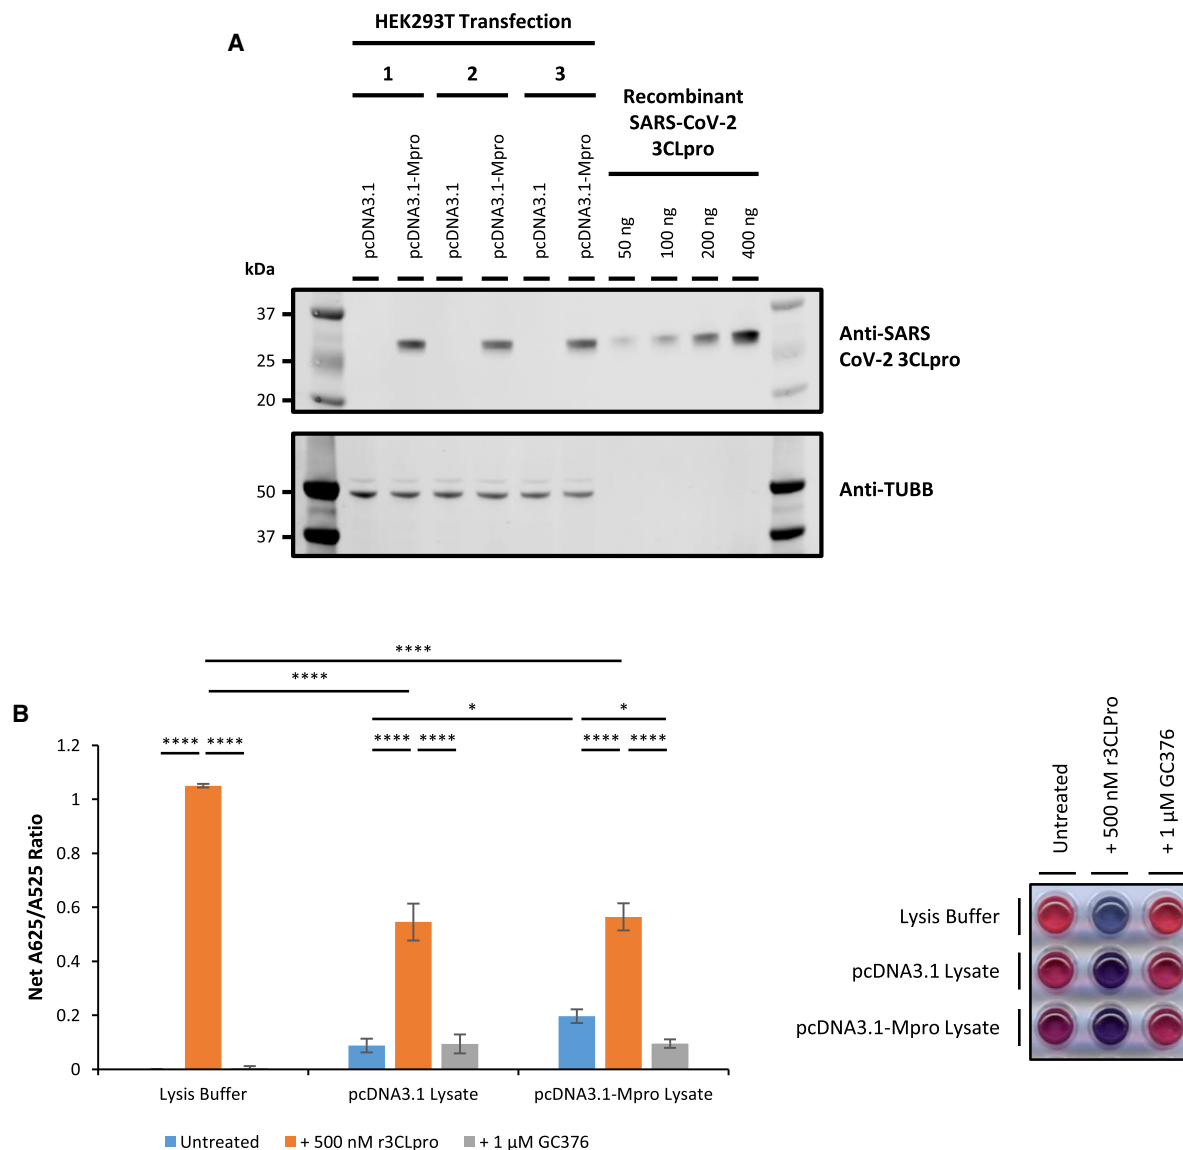 A
HEK293T Transfection
1 2 3
Recombinant
SARS-CoV-2
3CLpro
pcDNA3.1
pcDNA3.1-Mpro
pcDNA3.1
pcDNA3.1-Mpro
pcDNA3.1
pcDNA3.1-Mpro
50 ng
100 ng
200 ng
400 ng
kDa
37
25
20
Anti-SARS
CoV-2 3CLpro
50
37
Anti-TUBB
B
****
****
* *
**** **** **** **** **** ****
Net A625/A525 Ratio
1.2
1
0.8
0.6
0.4
0.2
0
Lysis Buffer pcDNA3.1 Lysate pcDNA3.1-Mpro Lysate
Untreated + 500 nM r3CLpro + 1 µM GC376
Untreated
+ 500 nM r3CLPro
+ 1 µM GC376
Lysis Buffer
pcDNA3.1 Lysate
pcDNA3.1-Mpro Lysate